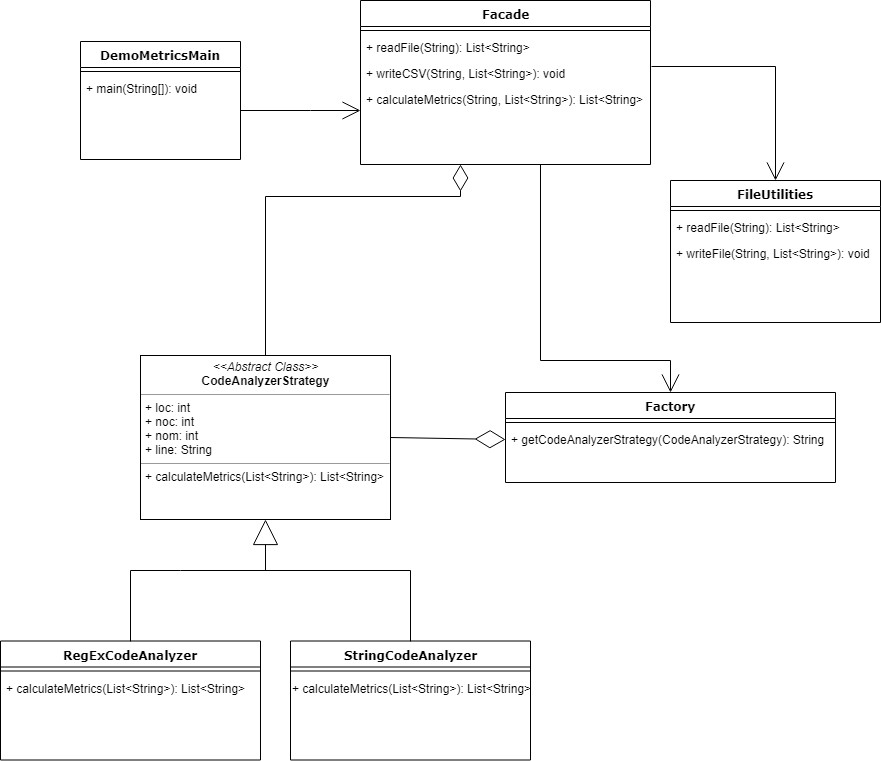 Facade
+ readFile(String): List<String>
+ writeCSV(String, List<String>): void
+ calculateMetrics(String, List<String>): List<String>
DemoMetricsMain
+ main(String[]): void
FileUtilities
+ readFile(String): List<String>
+ writeFile(String, List<String>): void
<<Abstract Class>>
CodeAnalyzerStrategy
+ loc: int
+ noc: int
+ nom: int
+ line: String
+ calculateMetrics(List<String>): List<String>
Factory
+ getCodeAnalyzerStrategy(CodeAnalyzerStrategy): String
RegExCodeAnalyzer
+ calculateMetrics(List<String>): List<String>
StringCodeAnalyzer
+ calculateMetrics(List<String>): List<String>